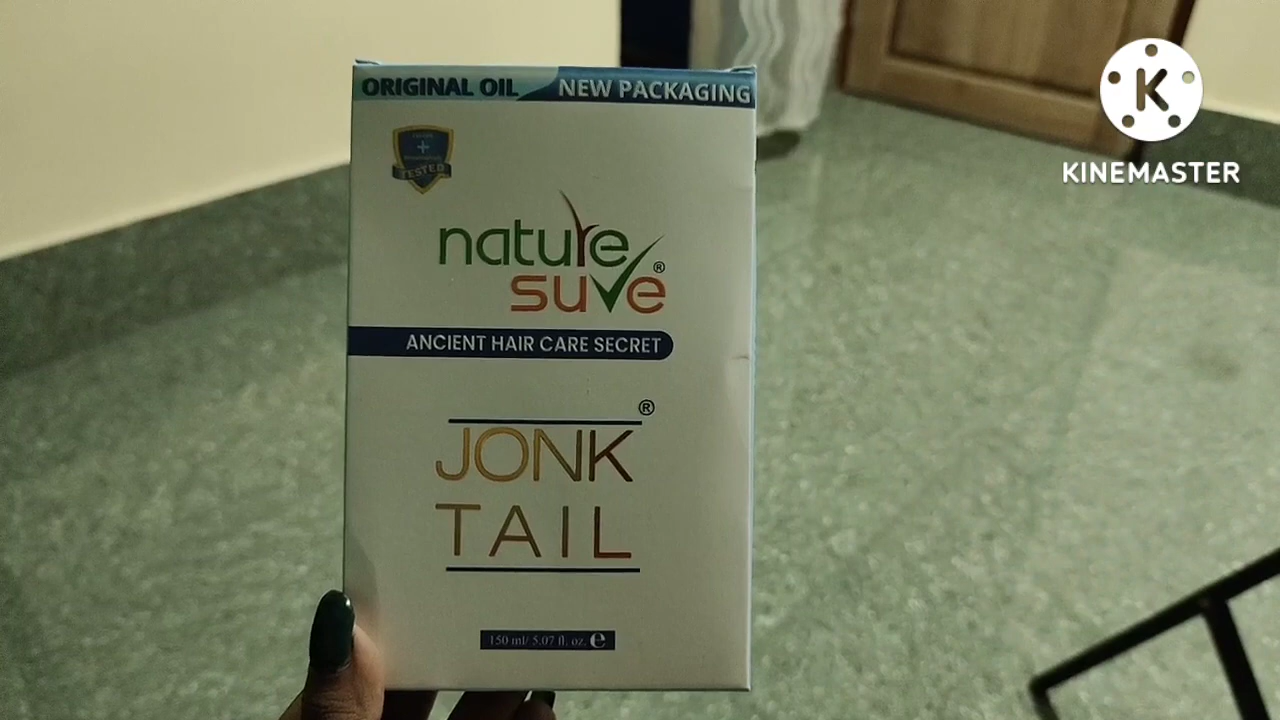 ORIGINAL OIL NEW PACKAGING
TESTED
nature
sure®
ANCIENT HAIR CARE SECRET
®
JONK
TAIL
150 ml/ 5.07 fl. oz. e
K
KINEMASTER